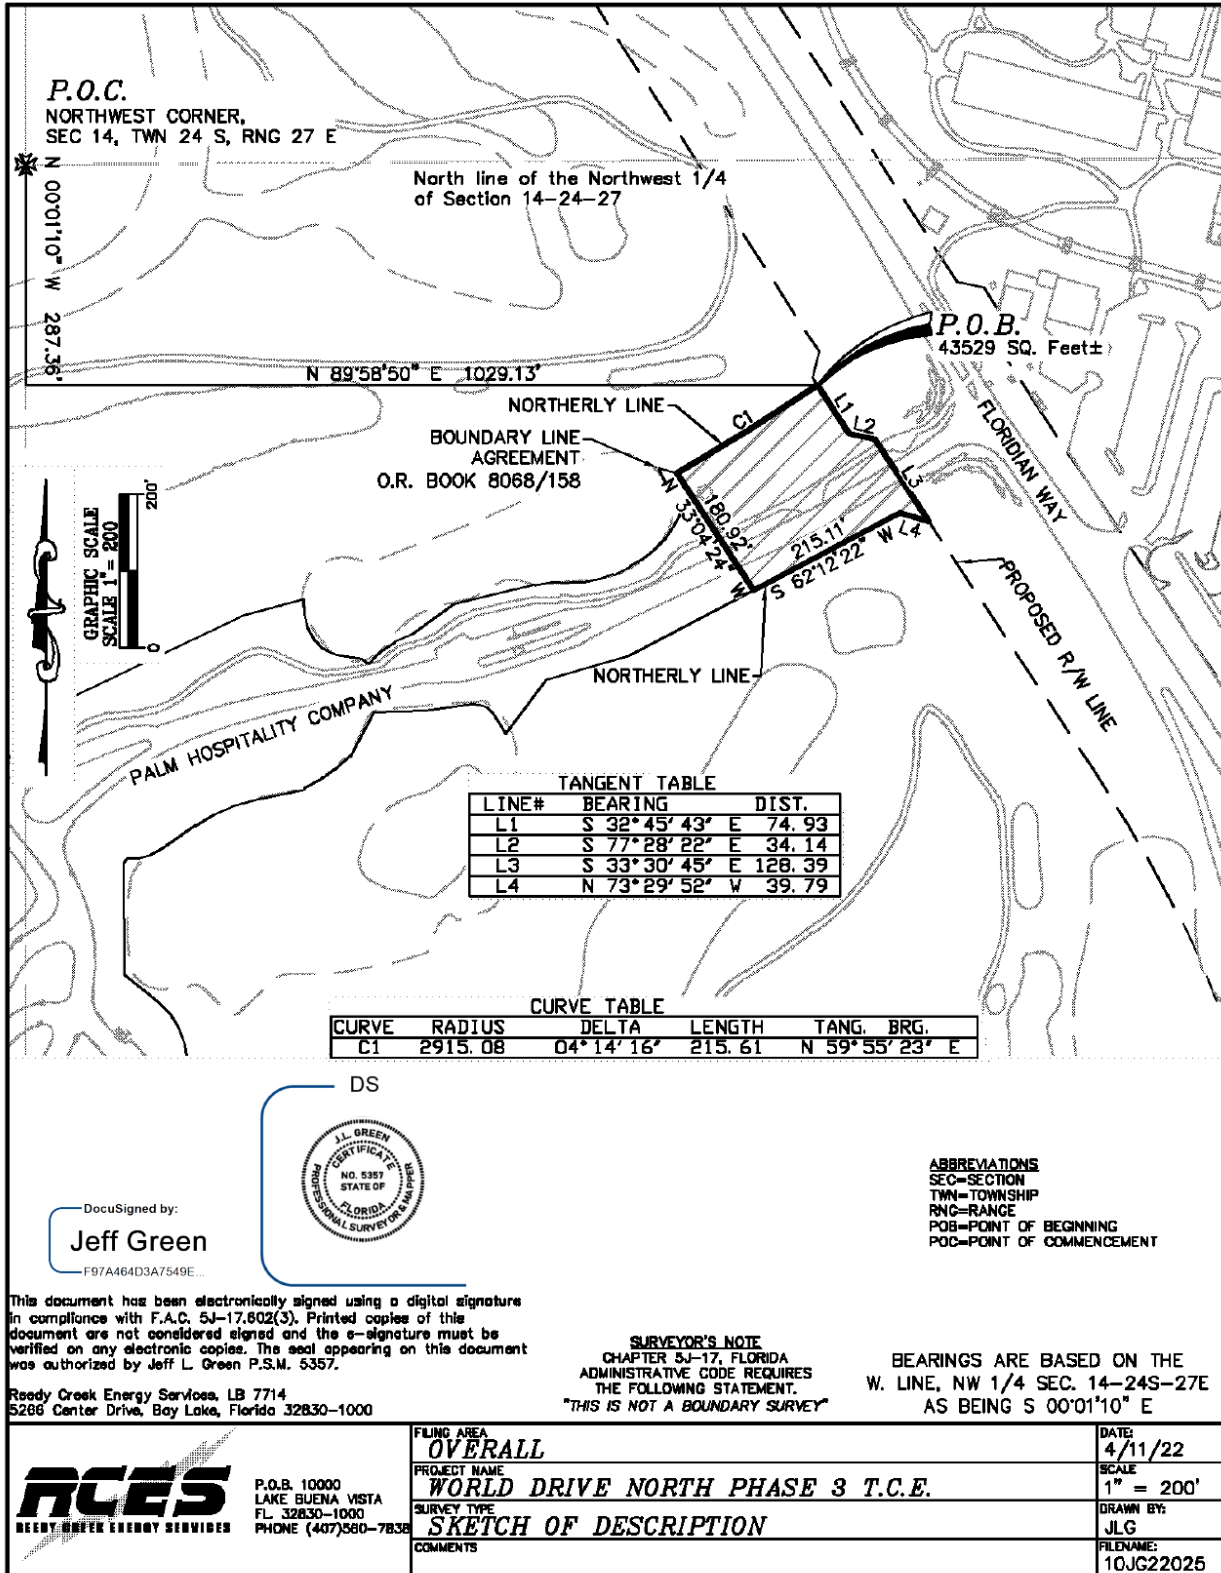 P.O.C.
NORTHWEST CORNER,
SEC 14, TWN 24 S, RNG 27 E
North line of the Northwest 1/4
of Section 14-24-27
N 00°01'10" W 287.36'
P.O.B.
43529 SQ. Feet±
N 89°58'50" E 1029.13'
NORTHERLY LINE
C1
L1
L2
L3
L4
BOUNDARY LINE
AGREEMENT
O.R. BOOK 8068/158
FLORIDIAN WAY
180.92'
N 33°04'24" W
215.11'
S 62°12'22" W
GRAPHIC SCALE
SCALE 1" = 200
0
200'
PROPOSED R/W LINE
NORTHERLY LINE
PALM HOSPITALITY COMPANY
TANGENT TABLE
LINE# BEARING DIST.
L1 S 32°45'43" E 74.93
L2 S 77°28'22" E 34.14
L3 S 33°30'45" E 128.39
L4 N 73°29'52" W 39.79
CURVE TABLE
CURVE RADIUS DELTA LENGTH TANG. BRG.
C1 2915.08 04°14'16" 215.61 N 59°55'23" E
DS
J.L. GREEN
CERTIFICATE
NO. 5357
STATE OF
FLORIDA
PROFESSIONAL SURVEYOR & MAPPER
DocuSigned by:
Jeff Green
F97A464D3A7549E...
ABBREVIATIONS
SEC=SECTION
TWN=TOWNSHIP
RNG=RANGE
POB=POINT OF BEGINNING
POC=POINT OF COMMENCEMENT
This document has been electronically signed using a digital signature
in compliance with F.A.C. 5J-17.602(3). Printed copies of this
document are not considered signed and the e-signature must be
verified on any electronic copies. The seal appearing on this document
was authorized by Jeff L. Green P.S.M. 5357.
Reedy Creek Energy Services, LB 7714
5266 Center Drive, Bay Lake, Florida 32830-1000
SURVEYOR'S NOTE
CHAPTER 5J-17, FLORIDA
ADMINISTRATIVE CODE REQUIRES
THE FOLLOWING STATEMENT.
"THIS IS NOT A BOUNDARY SURVEY"
BEARINGS ARE BASED ON THE
W. LINE, NW 1/4 SEC. 14-24S-27E
AS BEING S 00°01'10" E
RCES
REEDY CREEK ENERGY SERVICES
P.O.B. 10000
LAKE BUENA VISTA
FL 32830-1000
PHONE (407)560-7838
FILING AREA
OVERALL
PROJECT NAME
WORLD DRIVE NORTH PHASE 3 T.C.E.
SURVEY TYPE
SKETCH OF DESCRIPTION
COMMENTS
DATE:
4/11/22
SCALE
1" = 200'
DRAWN BY:
JLG
FILENAME:
10JG22025